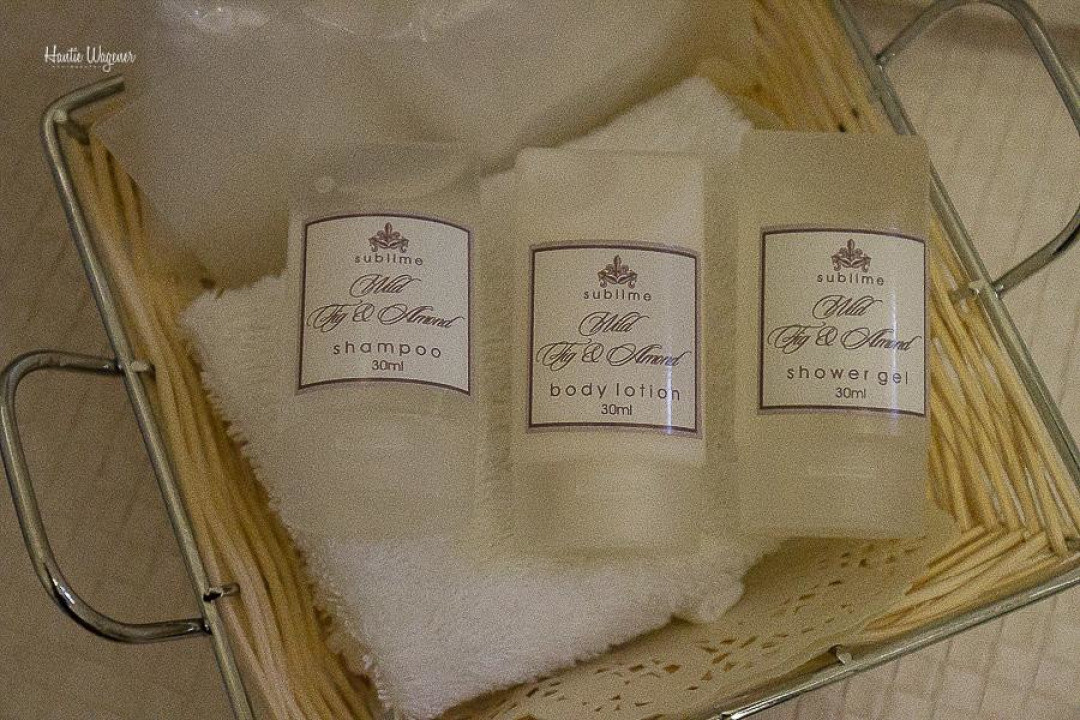 Hantie Wagener
sublime
Wild
Fig & Almond
shampoo
30ml
sublime
Wild
Fig & Almond
body lotion
30ml
sublime
Wild
Fig & Almond
shower gel
30ml